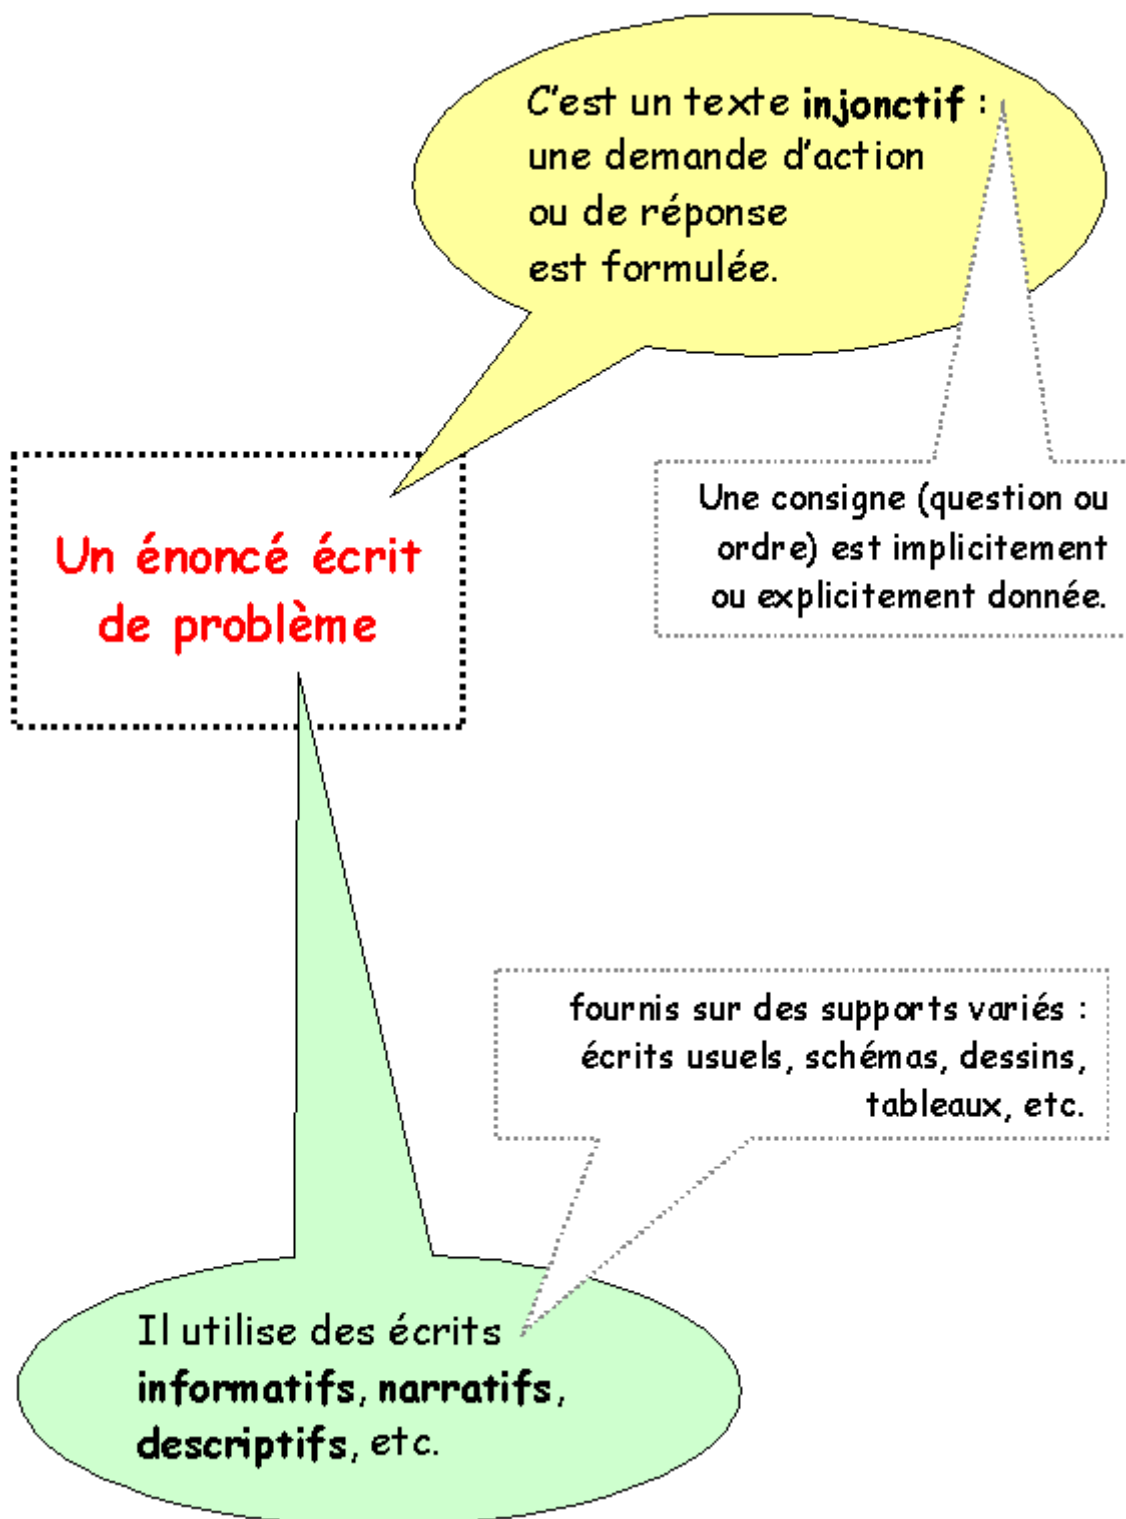 C'est un texte injonctif :
une demande d'action
ou de réponse
est formulée.
Une consigne (question ou
ordre) est implicitement
ou explicitement donnée.
Un énoncé écrit
de problème
fournis sur des supports variés :
écrits usuels, schémas, dessins,
tableaux, etc.
Il utilise des écrits
informatifs, narratifs,
descriptifs, etc.